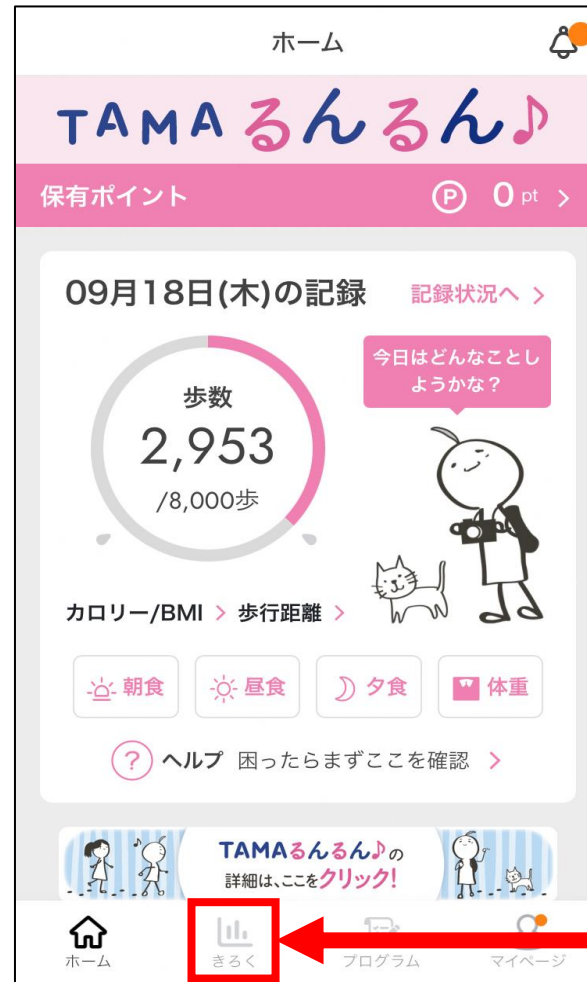 ホーム
TAMAるんるん♪
保有ポイント P 0 pt >
09月18日(木)の記録 記録状況へ >
今日はどんなことし
ようかな?
歩数
2,953
/8,000歩
カロリー/BMI > 歩行距離 >
朝食 昼食 夕食 体重
? ヘルプ 困ったらまずここを確認 >
TAMAるんるん♪の
詳細は、ここをクリック!
ホーム きろく プログラム マイページ